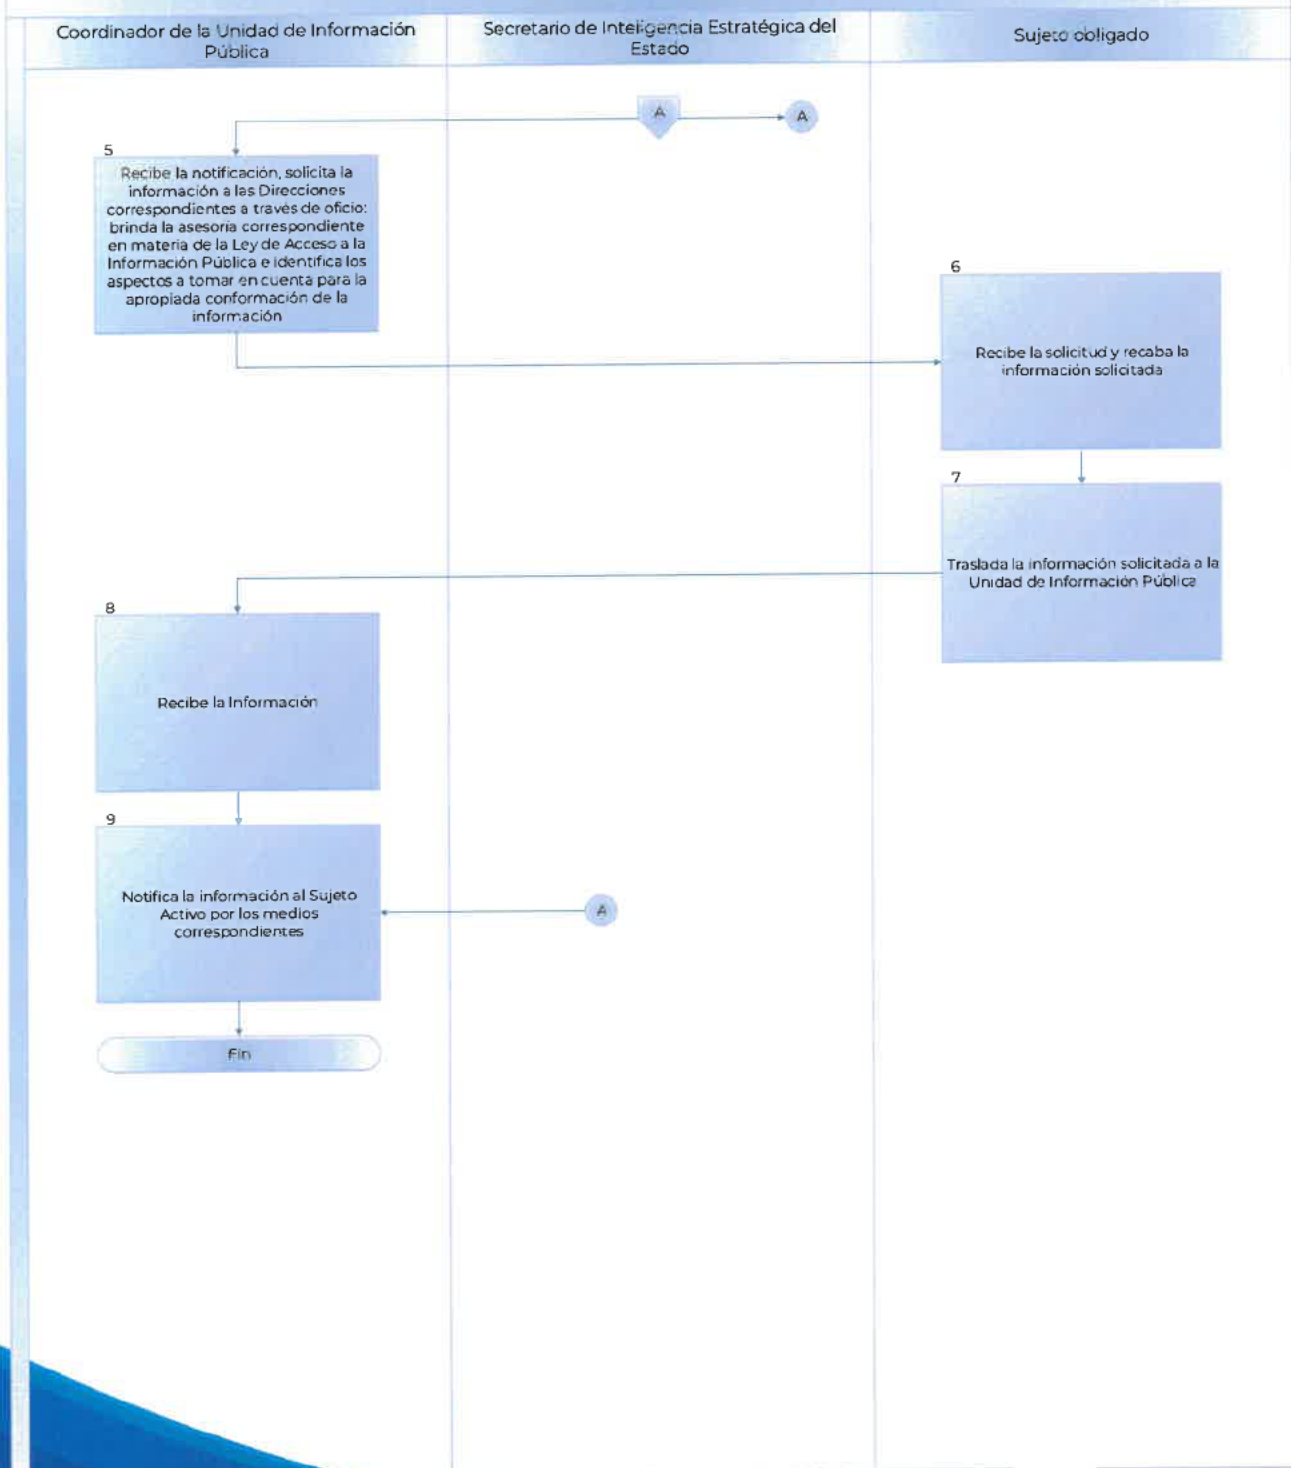 Coordinador de la Unidad de Información
Pública
Secretario de Inteligencia Estratégica del
Estado
Sujeto obligado
A
A
5
Recibe la notificación, solicita la
información a las Direcciones
correspondientes a través de oficio:
brinda la asesoría correspondiente
en materia de la Ley de Acceso a la
Información Pública e identifica los
aspectos a tomar en cuenta para la
apropiada conformación de la
información
6
Recibe la solicitud y recaba la
información solicitada
7
Traslada la información solicitada a la
Unidad de Información Pública
8
Recibe la Información
9
Notifica la información al Sujeto
Activo por los medios
correspondientes
A
Fin